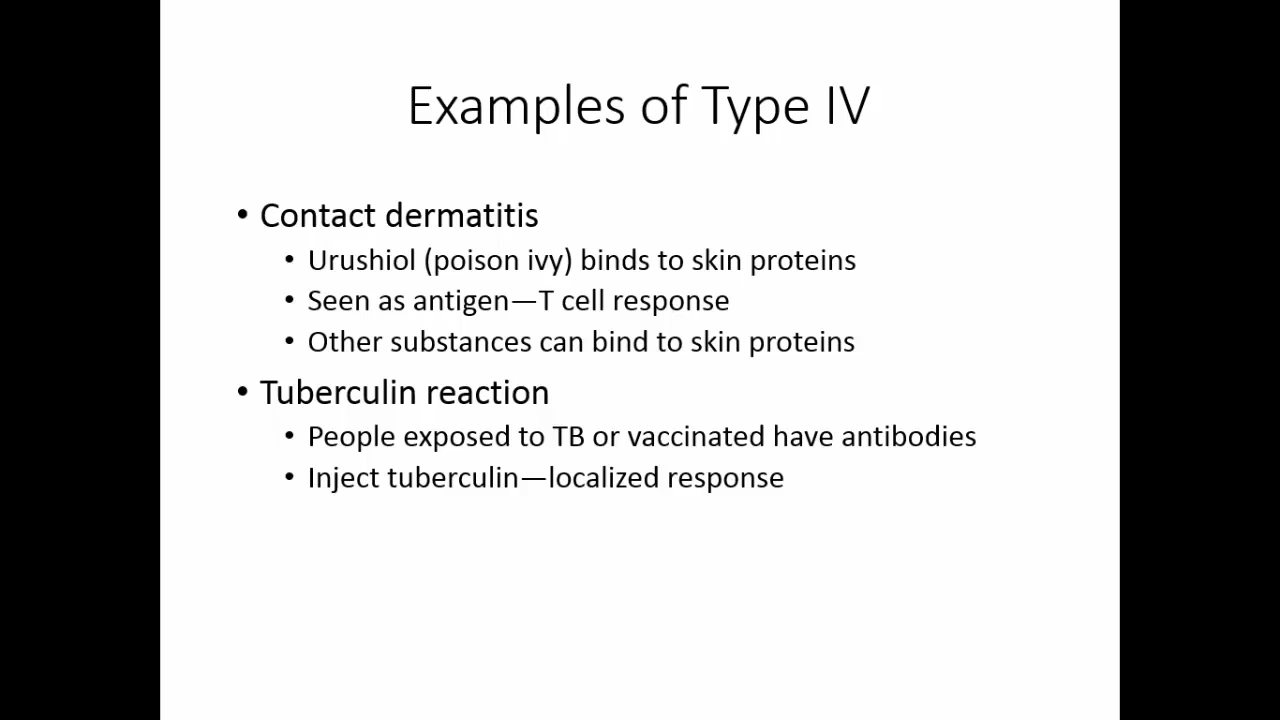 Examples of Type IV
• Contact dermatitis
• Urushiol (poison ivy) binds to skin proteins
• Seen as antigen—T cell response
• Other substances can bind to skin proteins
• Tuberculin reaction
• People exposed to TB or vaccinated have antibodies
• Inject tuberculin—localized response